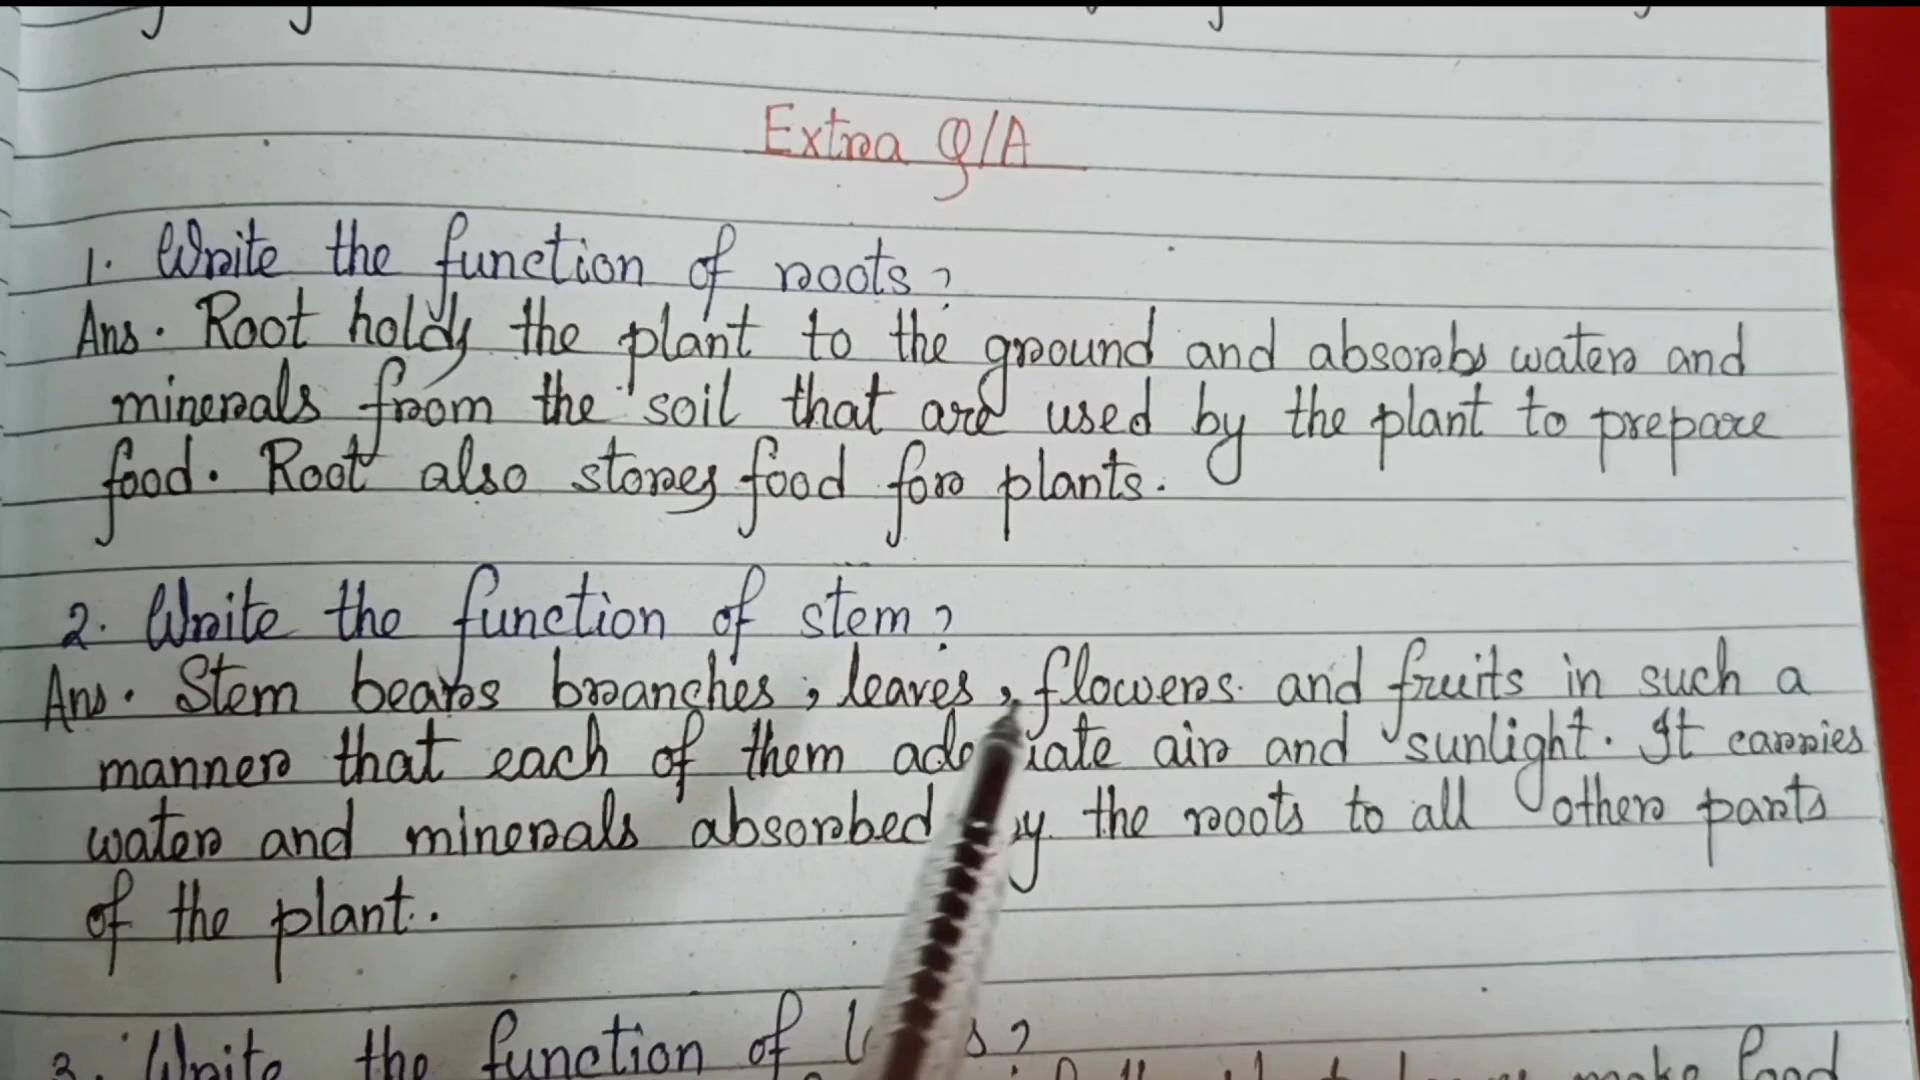 Extra Q/A
1. Write the function of roots?
Ans. Root holds the plant to the ground and absorbs water and
minerals from the soil that are used by the plant to prepare
food. Root also stores food for plants.
2. Write the function of stem?
Ans. Stem bears branches, leaves, flowers and fruits in such a
manner that each of them air and sunlight. It carries
water and minerals absorbed the roots to all other parts
of the plant.
3. Write the function of
make food